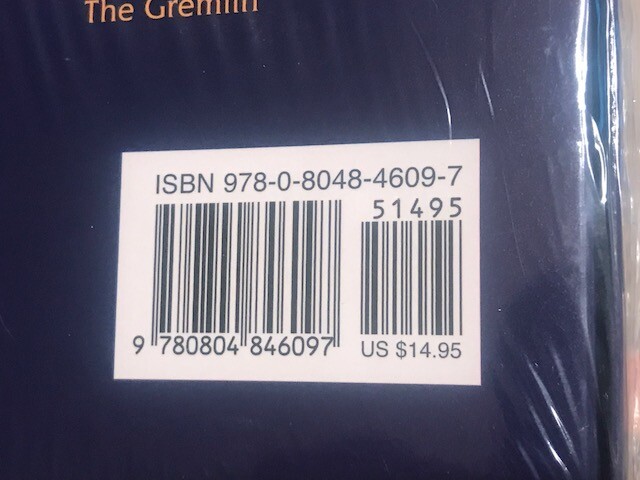 The Gremlin
ISBN 978-0-8048-4609-7
51495
9 780804 846097
US $14.95